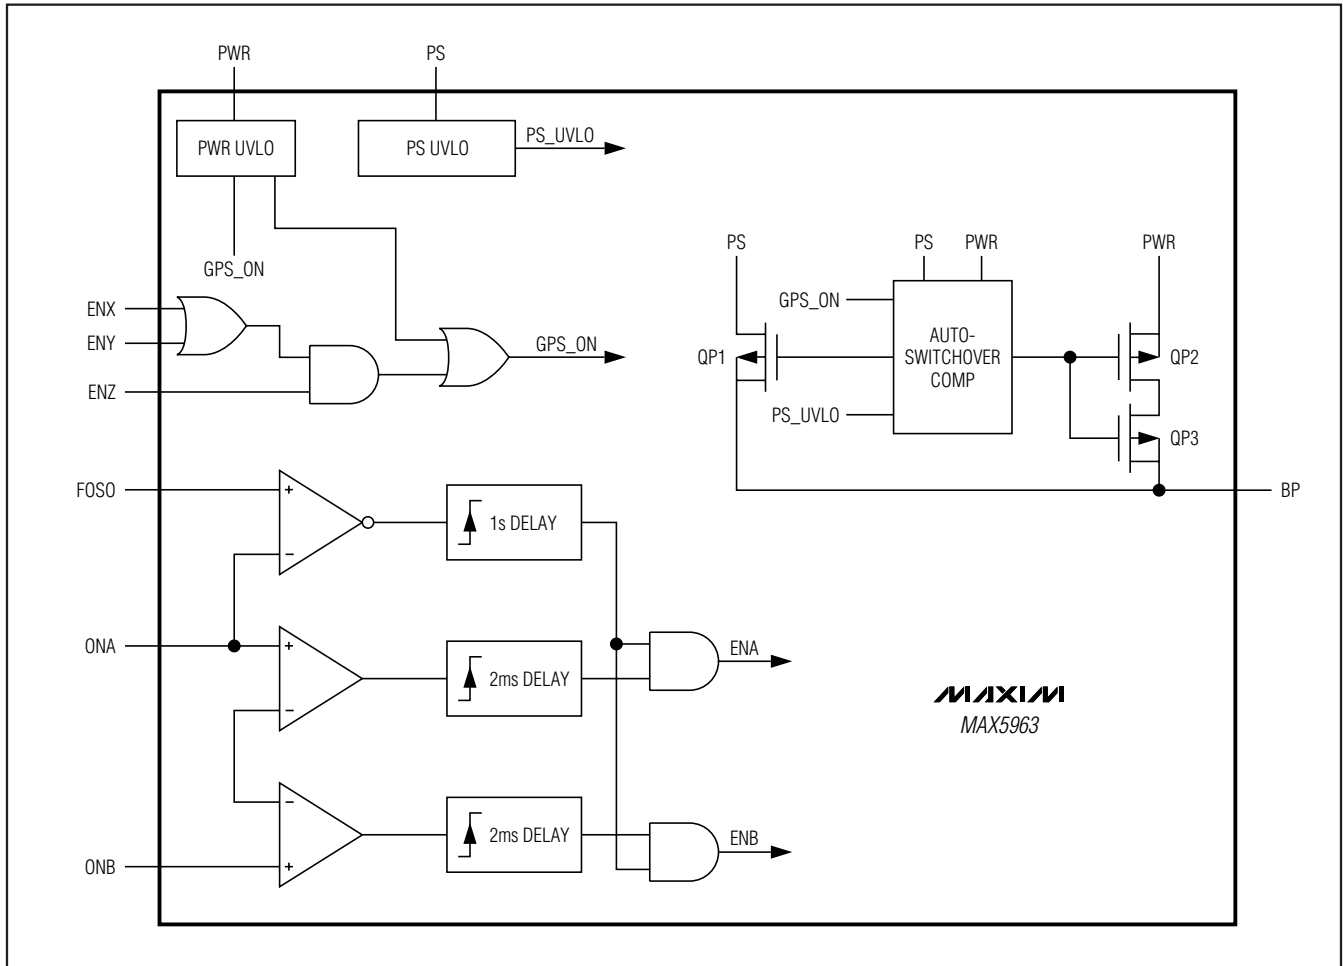 PWR
PS
PWR UVLO
PS UVLO
PS_UVLO
GPS_ON
ENX
ENY
ENZ
GPS_ON
PS
PS
PWR
PWR
GPS_ON
AUTO-
SWITCHOVER
COMP
QP1
QP2
PS_UVLO
QP3
BP
FOSO
+
−
1s DELAY
ONA
+
−
2ms DELAY
ENA
MAXIM
MAX5963
−
+
2ms DELAY
ENB
ONB